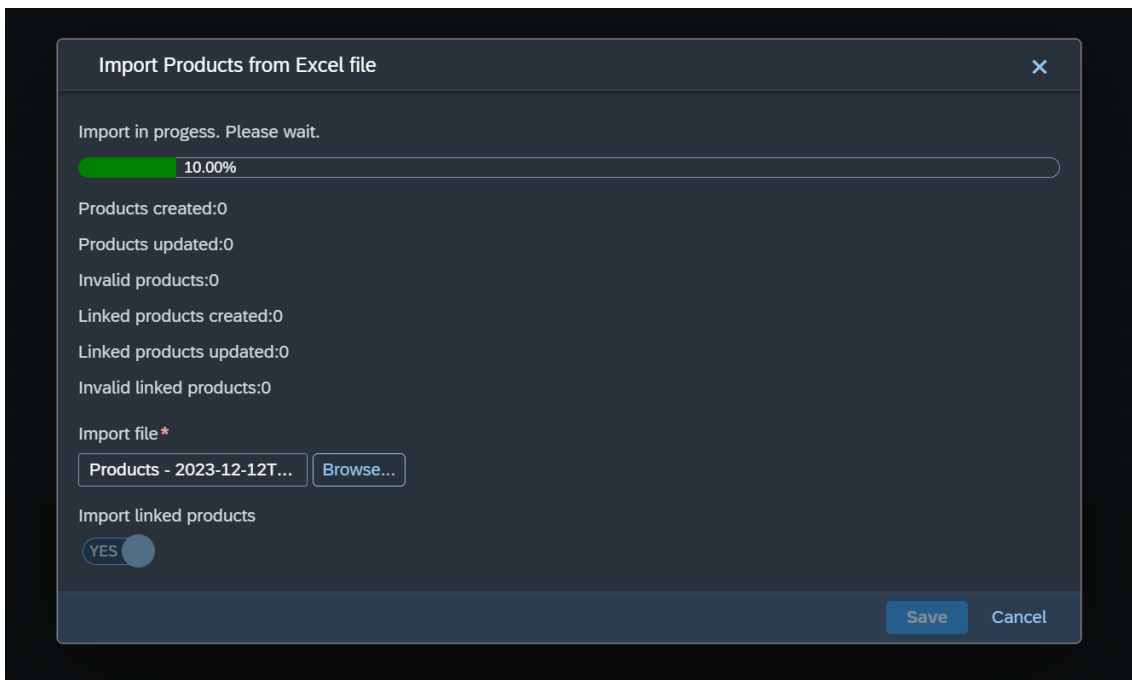 Import Products from Excel file
Import in progess. Please wait.
10.00%
Products created:0
Products updated:0
Invalid products:0
Linked products created:0
Linked products updated:0
Invalid linked products:0
Import file*
Products - 2023-12-12T... Browse...
Import linked products
YES
Save Cancel